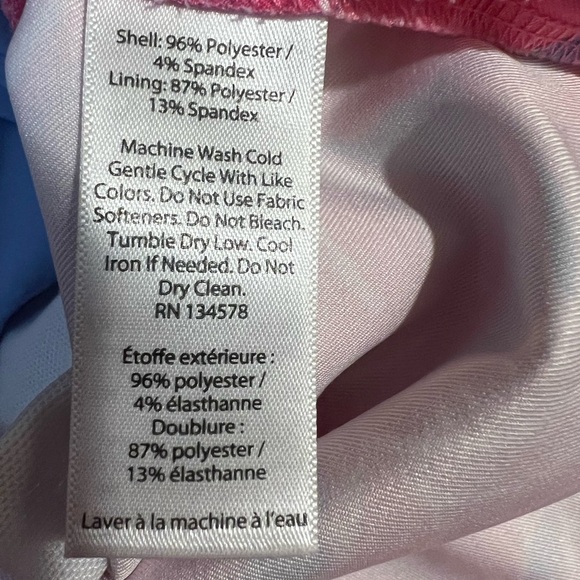 Shell: 96% Polyester /
4% Spandex
Lining: 87% Polyester /
13% Spandex
Machine Wash Cold
Gentle Cycle With Like
Colors. Do Not Use Fabric
Softeners. Do Not Bleach.
Tumble Dry Low. Cool
Iron If Needed. Do Not
Dry Clean.
RN 134578
Étoffe extérieure :
96% polyester /
4% élasthanne
Doublure :
87% polyester /
13% élasthanne
Laver à la machine à l'eau